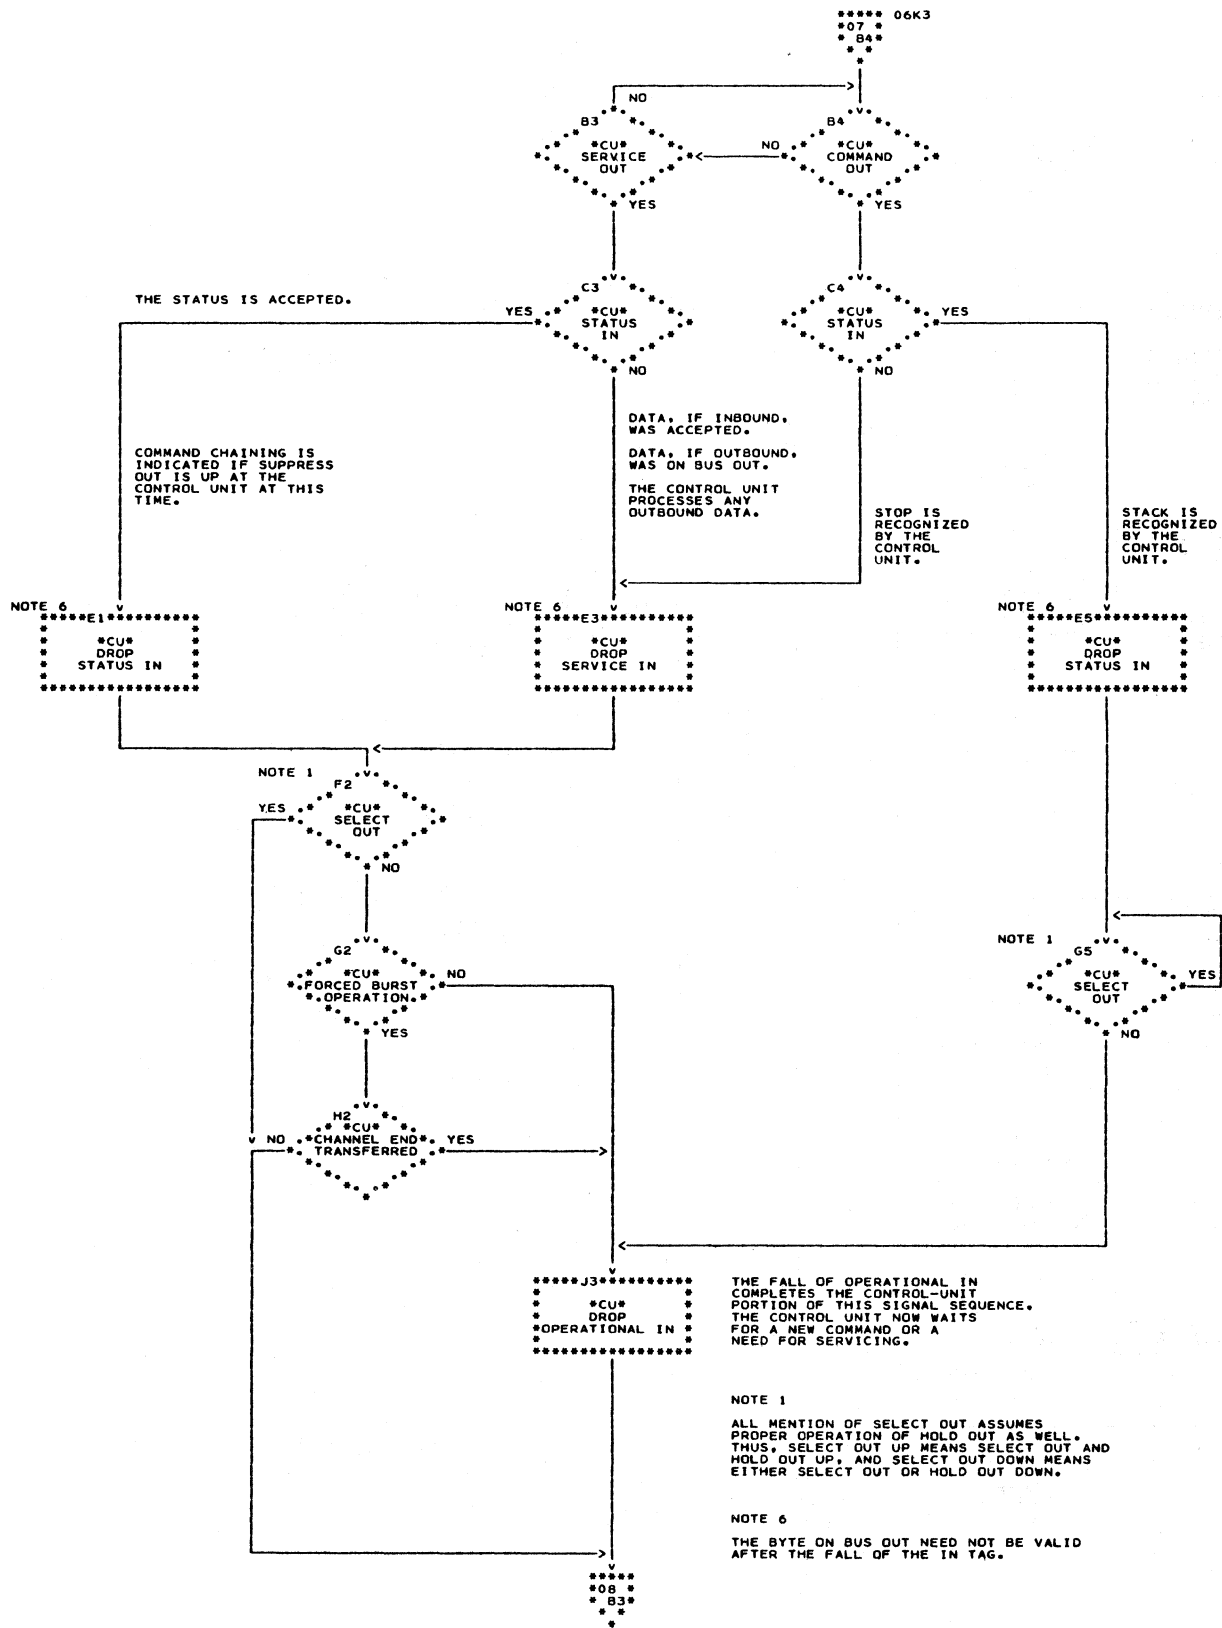 06K3
07
B4
NO
B3
*CU*
SERVICE
OUT
NO
B4
*CU*
COMMAND
OUT
YES
YES
THE STATUS IS ACCEPTED.
YES
C3
*CU*
STATUS
IN
NO
C4
*CU*
STATUS
IN
YES
NO
DATA, IF INBOUND,
WAS ACCEPTED.
DATA, IF OUTBOUND,
WAS ON BUS OUT.
THE CONTROL UNIT
PROCESSES ANY
OUTBOUND DATA.
COMMAND CHAINING IS
INDICATED IF SUPPRESS
OUT IS UP AT THE
CONTROL UNIT AT THIS
TIME.
STOP IS
RECOGNIZED
BY THE
CONTROL
UNIT.
STACK IS
RECOGNIZED
BY THE
CONTROL
UNIT.
NOTE 6
E1
*CU*
DROP
STATUS IN
NOTE 6
E3
*CU*
DROP
SERVICE IN
NOTE 6
E5
*CU*
DROP
STATUS IN
NOTE 1
F2
YES
*CU*
SELECT
OUT
NO
G2
*CU*
FORCED BURST
OPERATION
NO
YES
NOTE 1
G5
*CU*
SELECT
OUT
YES
NO
H2
*CU*
CHANNEL END
TRANSFERRED
NO
YES
J3
*CU*
DROP
OPERATIONAL IN
THE FALL OF OPERATIONAL IN
COMPLETES THE CONTROL-UNIT
PORTION OF THIS SIGNAL SEQUENCE.
THE CONTROL UNIT NOW WAITS
FOR A NEW COMMAND OR A
NEED FOR SERVICING.
NOTE 1
ALL MENTION OF SELECT OUT ASSUMES
PROPER OPERATION OF HOLD OUT AS WELL.
THUS, SELECT OUT UP MEANS SELECT OUT AND
HOLD OUT UP, AND SELECT OUT DOWN MEANS
EITHER SELECT OUT OR HOLD OUT DOWN.
NOTE 6
THE BYTE ON BUS OUT NEED NOT BE VALID
AFTER THE FALL OF THE IN TAG.
08
B3